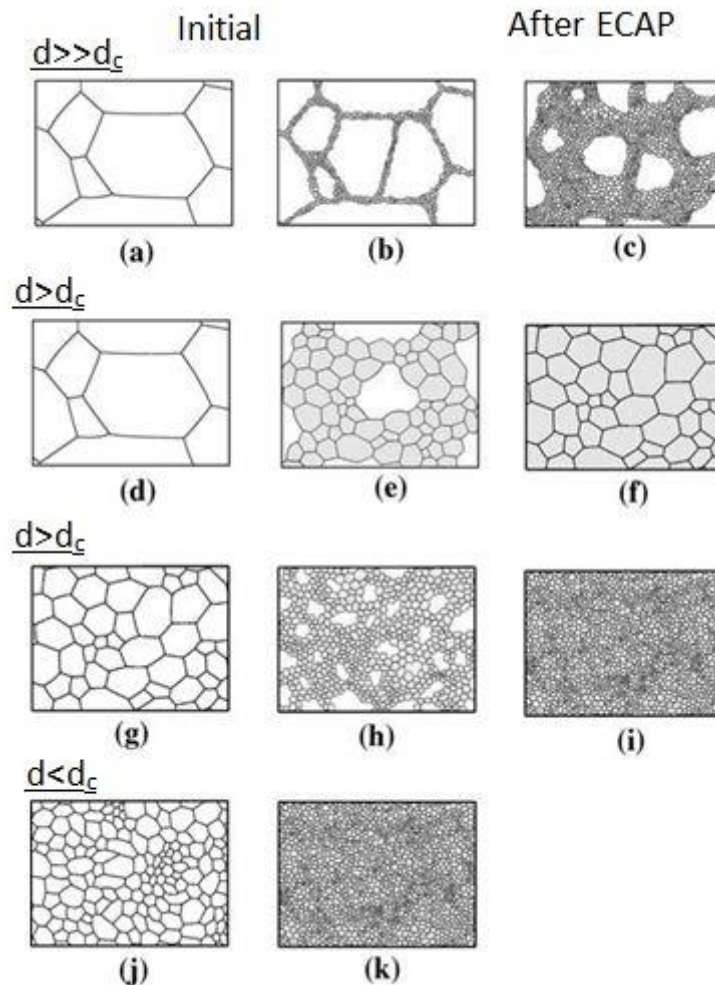 Initial After ECAP
d>>dc
(a) (b) (c)
d>dc
(d) (e) (f)
d>dc
(g) (h) (i)
d<dc
(j) (k)